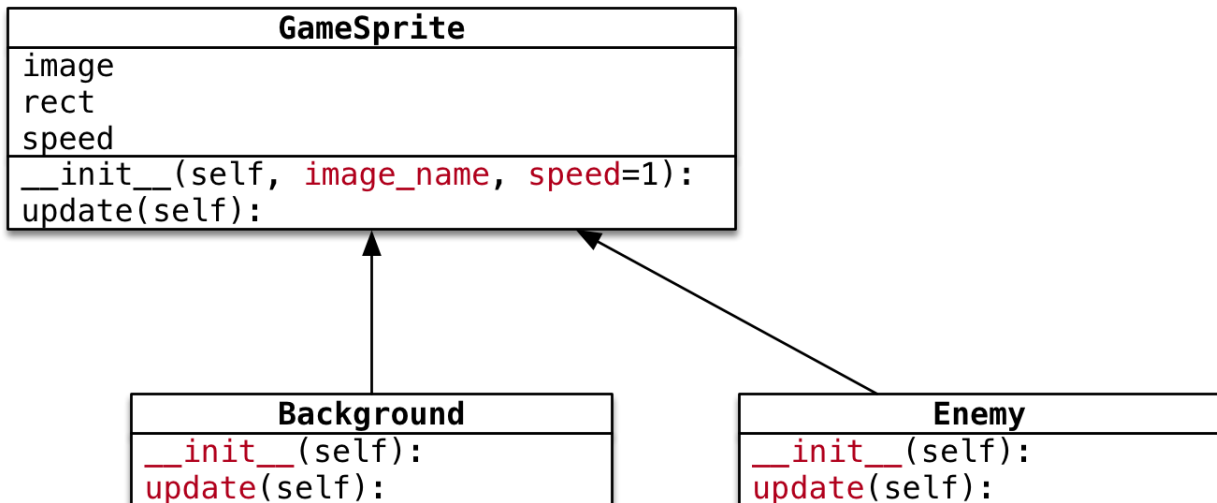 GameSprite
image
rect
speed
__init__(self, image_name, speed=1):
update(self):
Background
__init__(self):
update(self):
Enemy
__init__(self):
update(self):